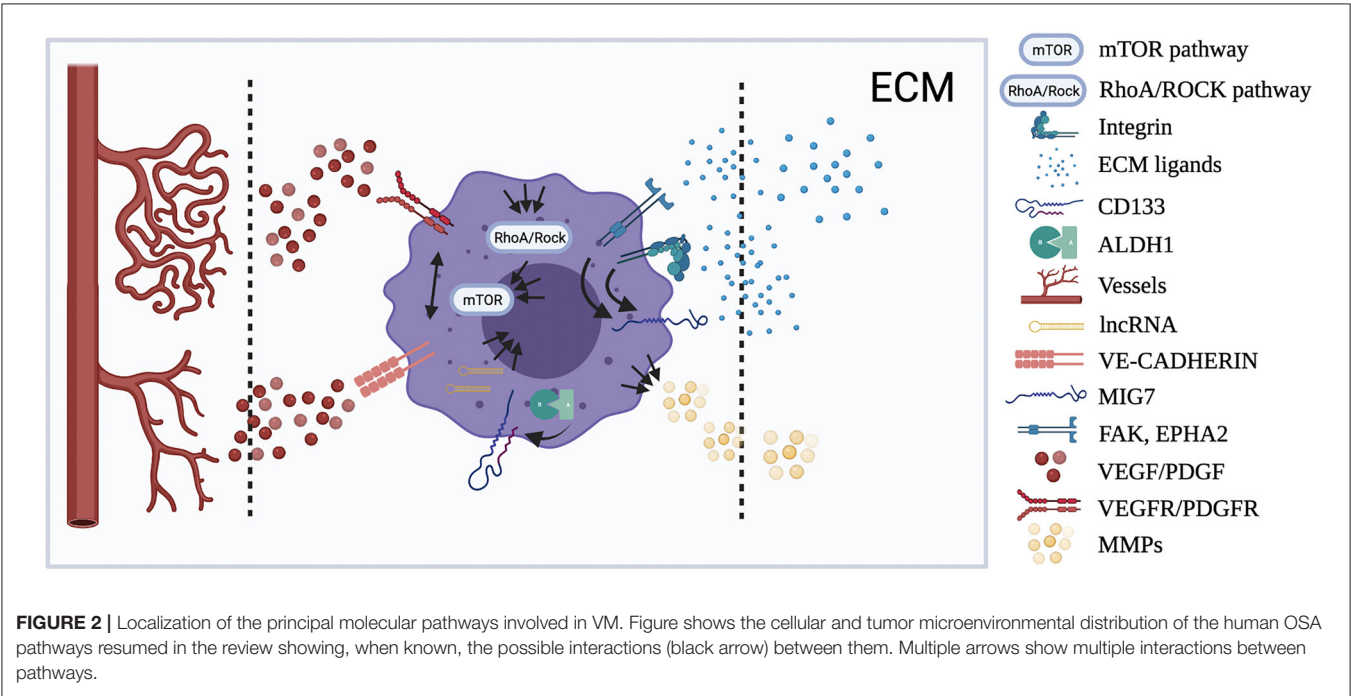 ECM
RhoA/Rock
mTOR
B A
mTOR mTOR pathway
RhoA/Rock RhoA/ROCK pathway
Integrin
ECM ligands
CD133
B A ALDH1
Vessels
lncRNA
VE-CADHERIN
MIG7
FAK, EPHA2
VEGF/PDGF
VEGFR/PDGFR
MMPs
FIGURE 2 | Localization of the principal molecular pathways involved in VM. Figure shows the cellular and tumor microenvironmental distribution of the human OSA
pathways resumed in the review showing, when known, the possible interactions (black arrow) between them. Multiple arrows show multiple interactions between
pathways.